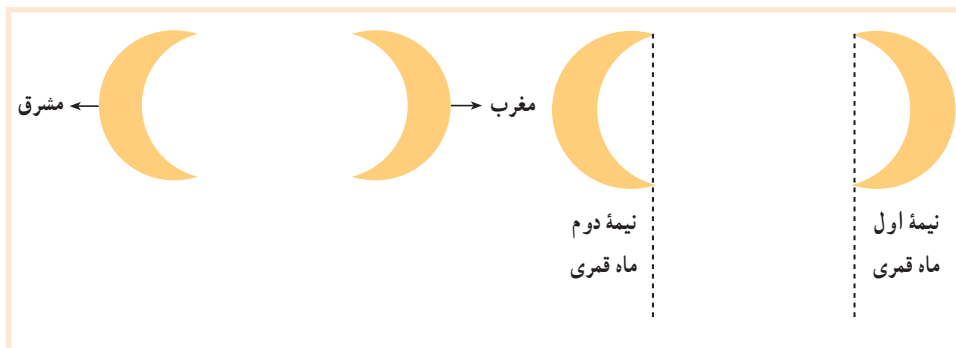 مغرب
مشرق
نیمهٔ اول
ماه قمری
نیمهٔ دوم
ماه قمری